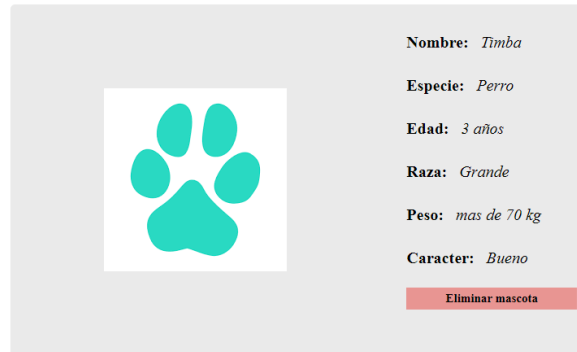 Nombre: Timba
Especie: Perro
Edad: 3 años
Raza: Grande
Peso: mas de 70 kg
Caracter: Bueno
Eliminar mascota